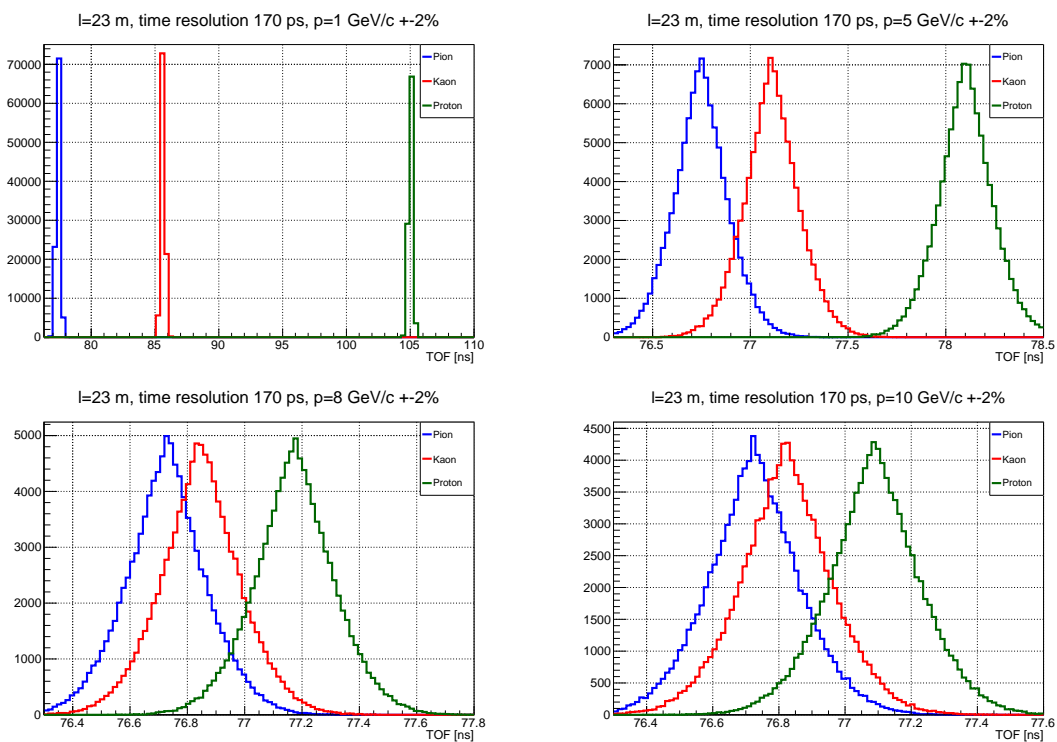 l=23 m, time resolution 170 ps, p=1 GeV/c +-2%
70000
60000
50000
40000
30000
20000
10000
0
80 85 90 95 100 105 110
TOF [ns]
Pion
Kaon
Proton
l=23 m, time resolution 170 ps, p=5 GeV/c +-2%
7000
6000
5000
4000
3000
2000
1000
0
76.5 77 77.5 78 78.5
TOF [ns]
Pion
Kaon
Proton
l=23 m, time resolution 170 ps, p=8 GeV/c +-2%
5000
4000
3000
2000
1000
0
76.4 76.6 76.8 77 77.2 77.4 77.6 77.8
TOF [ns]
Pion
Kaon
Proton
l=23 m, time resolution 170 ps, p=10 GeV/c +-2%
4500
4000
3500
3000
2500
2000
1500
1000
500
0
76.4 76.6 76.8 77 77.2 77.4 77.6
TOF [ns]
Pion
Kaon
Proton